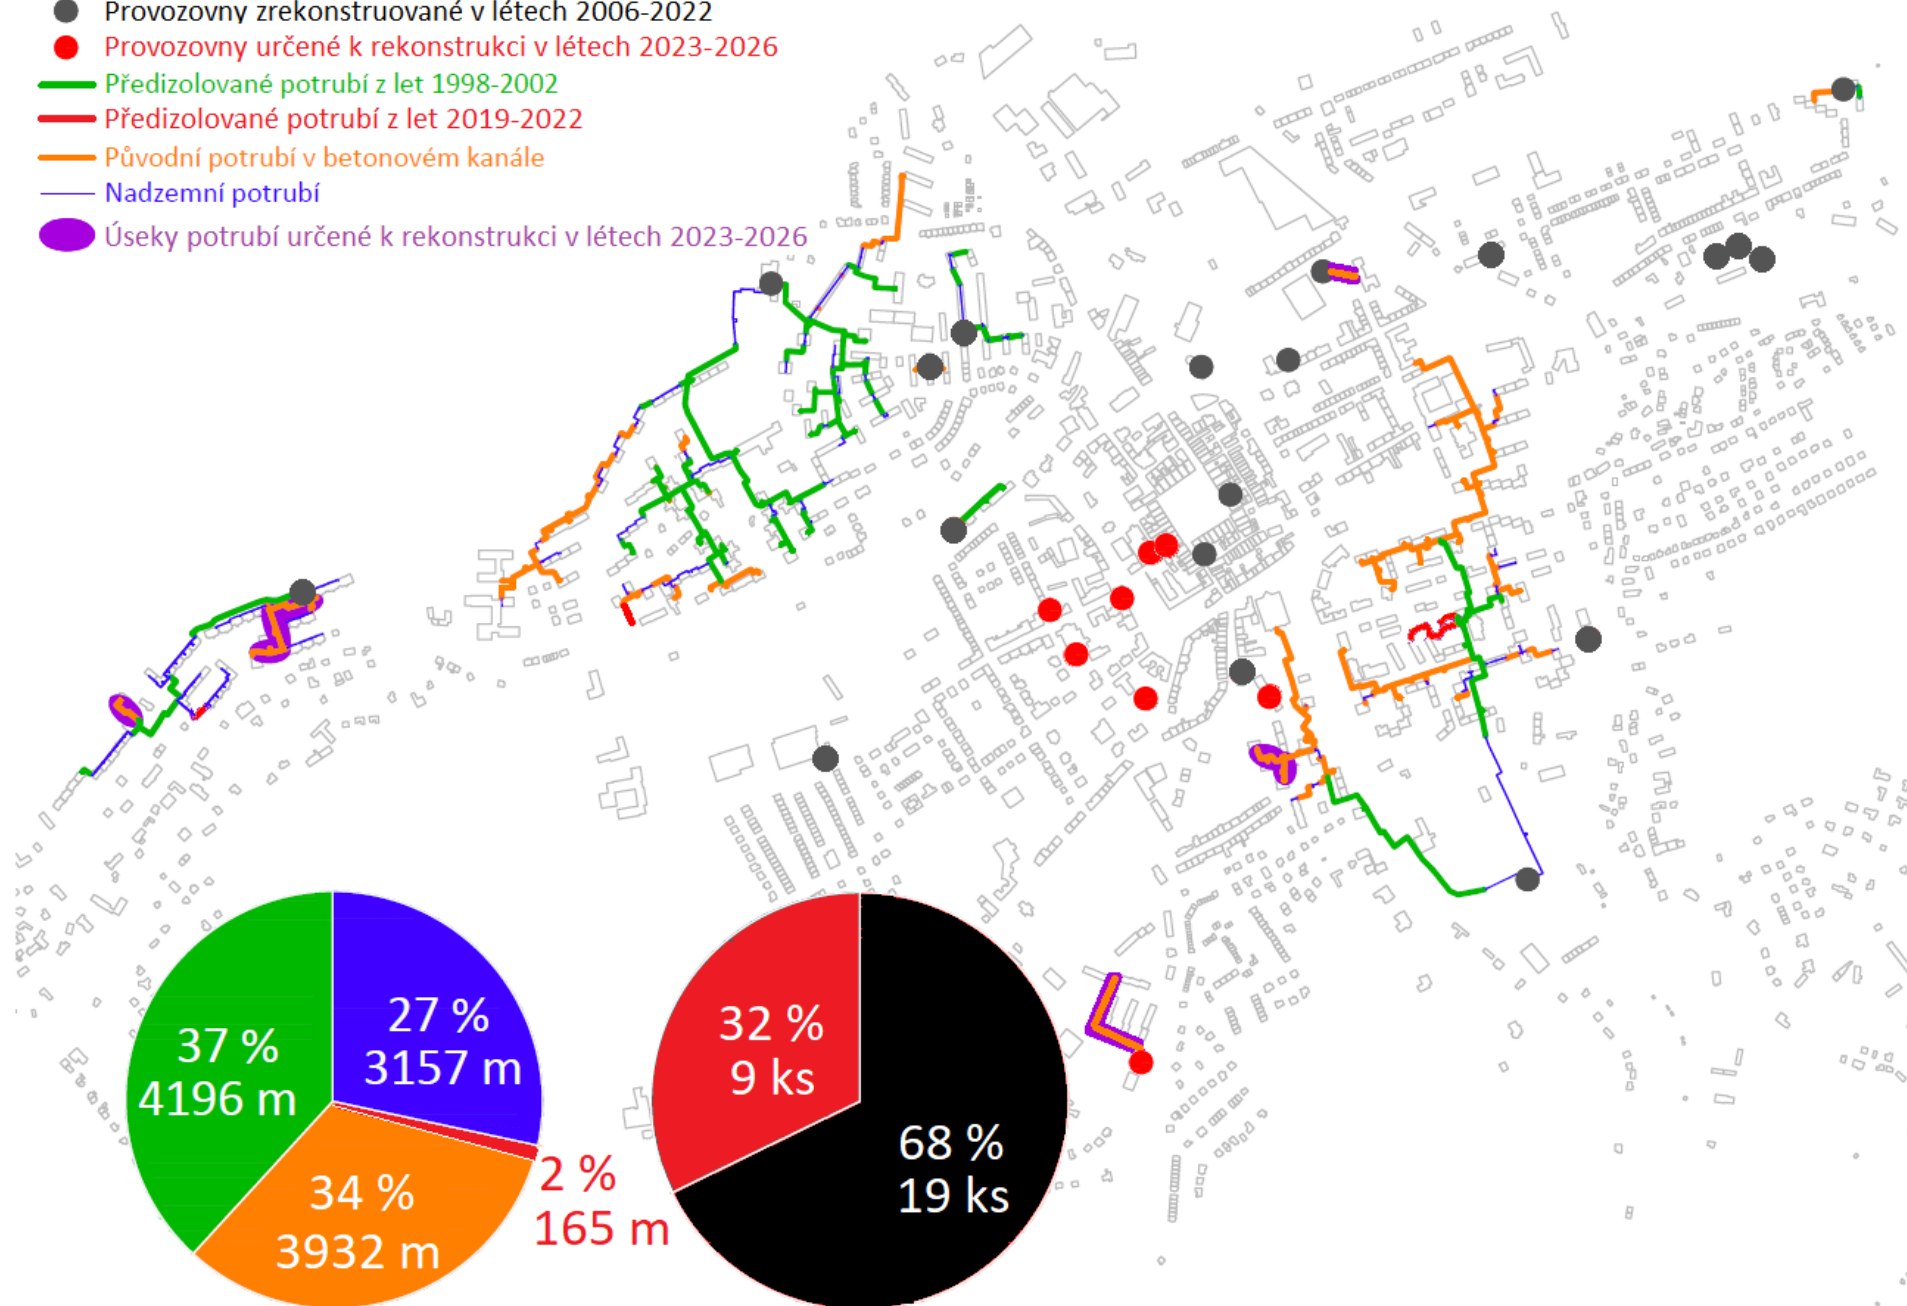 Provozovny zrekonstruované v létech 2006-2022
Provozovny určené k rekonstrukci v létech 2023-2026
Předizolované potrubí z let 1998-2002
Předizolované potrubí z let 2019-2022
Původní potrubí v betonovém kanále
Nadzemní potrubí
Úseky potrubí určené k rekonstrukci v létech 2023-2026
27 %
3157 m
37 %
4196 m
34 %
3932 m
2 %
165 m
32 %
9 ks
68 %
19 ks